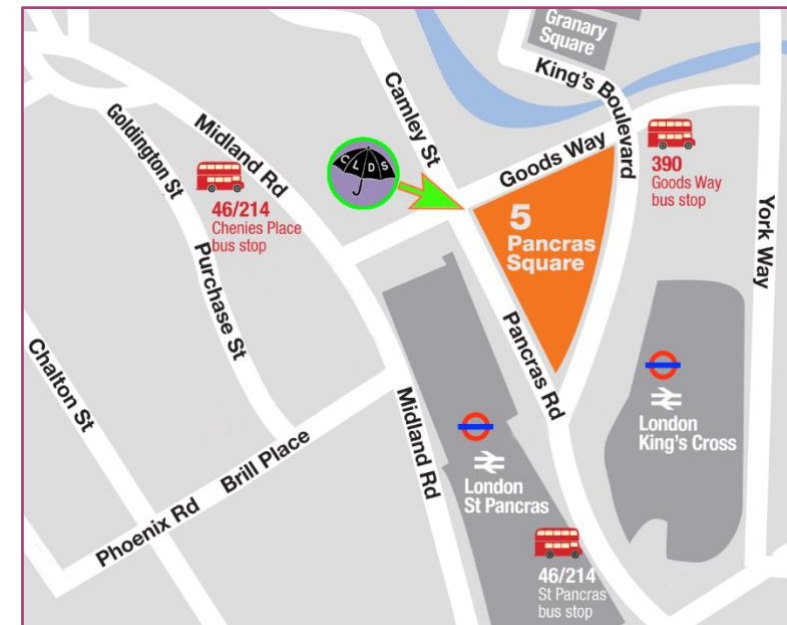 Granary
Square
King's Boulevard
Camley St
Goldington St
Midland Rd
CLDS
Goods Way
390
Goods Way
bus stop
46/214
Chenies Place
bus stop
5
Pancras
Square
York Way
Purchase St
Pancras Rd
Chalton St
Midland Rd
London
King's Cross
Phoenix Rd
Brill Place
London
St Pancras
46/214
St Pancras
bus stop